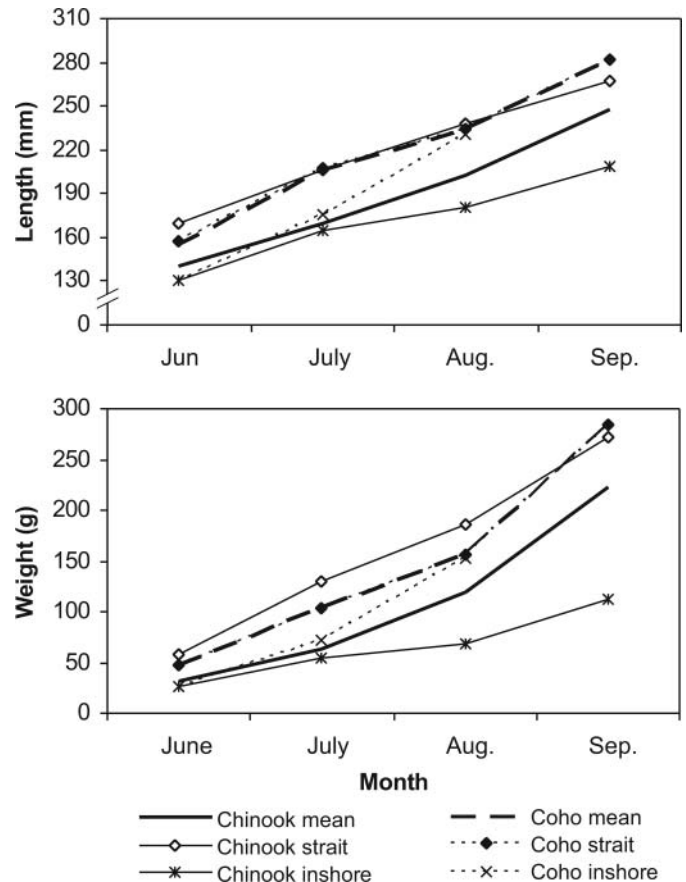 310
280
250
220
190
160
130
0
Length (mm)
Jun July Aug. Sep.
300
250
200
150
100
50
0
Weight (g)
June July Aug. Sep.
Month
Chinook mean Coho mean
Chinook strait Coho strait
Chinook inshore Coho inshore